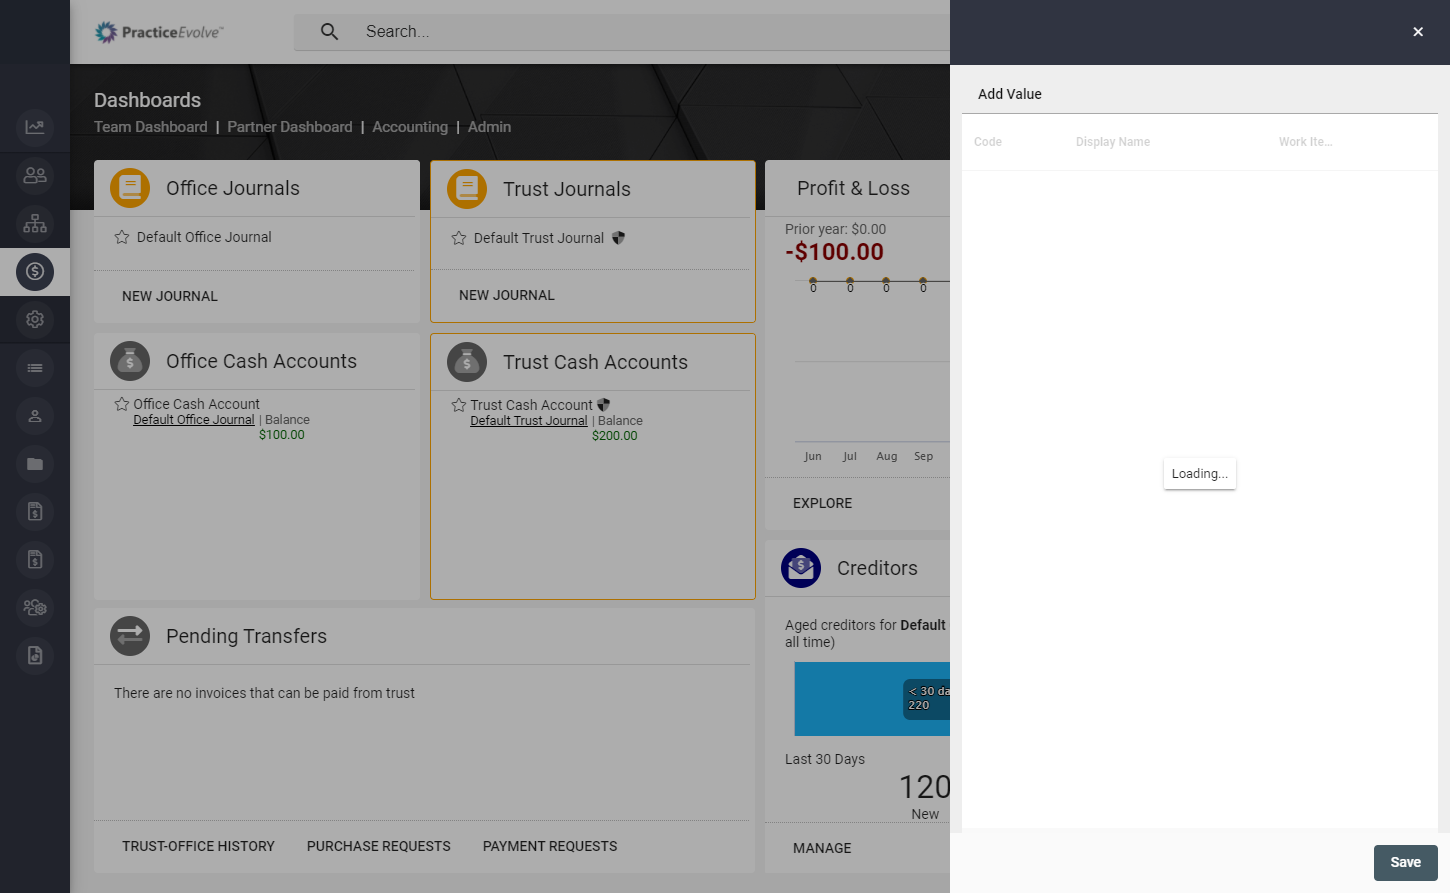 PracticeEvolve™
Search...
Dashboards
Team Dashboard | Partner Dashboard | Accounting | Admin
Office Journals
Default Office Journal
NEW JOURNAL
Trust Journals
Default Trust Journal
NEW JOURNAL
Profit & Loss
Prior year: $0.00
-$100.00
0 0 0 0
Jun Jul Aug Sep
EXPLORE
Office Cash Accounts
Office Cash Account
Default Office Journal | Balance
$100.00
Trust Cash Accounts
Trust Cash Account
Default Trust Journal | Balance
$200.00
Creditors
Aged creditors for Default
all time)
< 30 da
220
Last 30 Days
120
New
MANAGE
Pending Transfers
There are no invoices that can be paid from trust
TRUST-OFFICE HISTORY PURCHASE REQUESTS PAYMENT REQUESTS
×
Add Value
Code Display Name Work Ite...
Loading...
Save